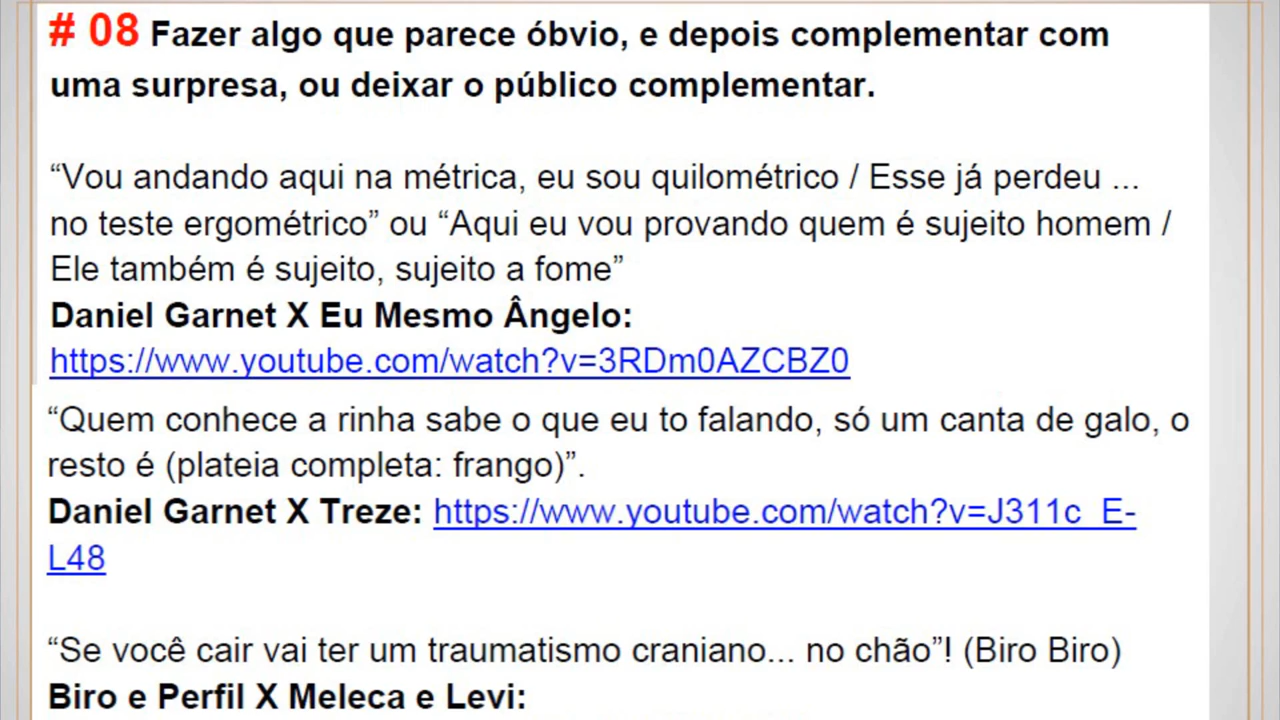 # 08 Fazer algo que parece óbvio, e depois complementar com
uma surpresa, ou deixar o público complementar.
“Vou andando aqui na métrica, eu sou quilométrico / Esse já perdeu ...
no teste ergométrico” ou “Aqui eu vou provando quem é sujeito homem /
Ele também é sujeito, sujeito a fome”
Daniel Garnet X Eu Mesmo Ângelo:
https://www.youtube.com/watch?v=3RDm0AZCBZ0
“Quem conhece a rinha sabe o que eu to falando, só um canta de galo, o
resto é (plateia completa: frango)”.
Daniel Garnet X Treze: https://www.youtube.com/watch?v=J311c_E-
L48
“Se você cair vai ter um traumatismo craniano... no chão”! (Biro Biro)
Biro e Perfil X Meleca e Levi: